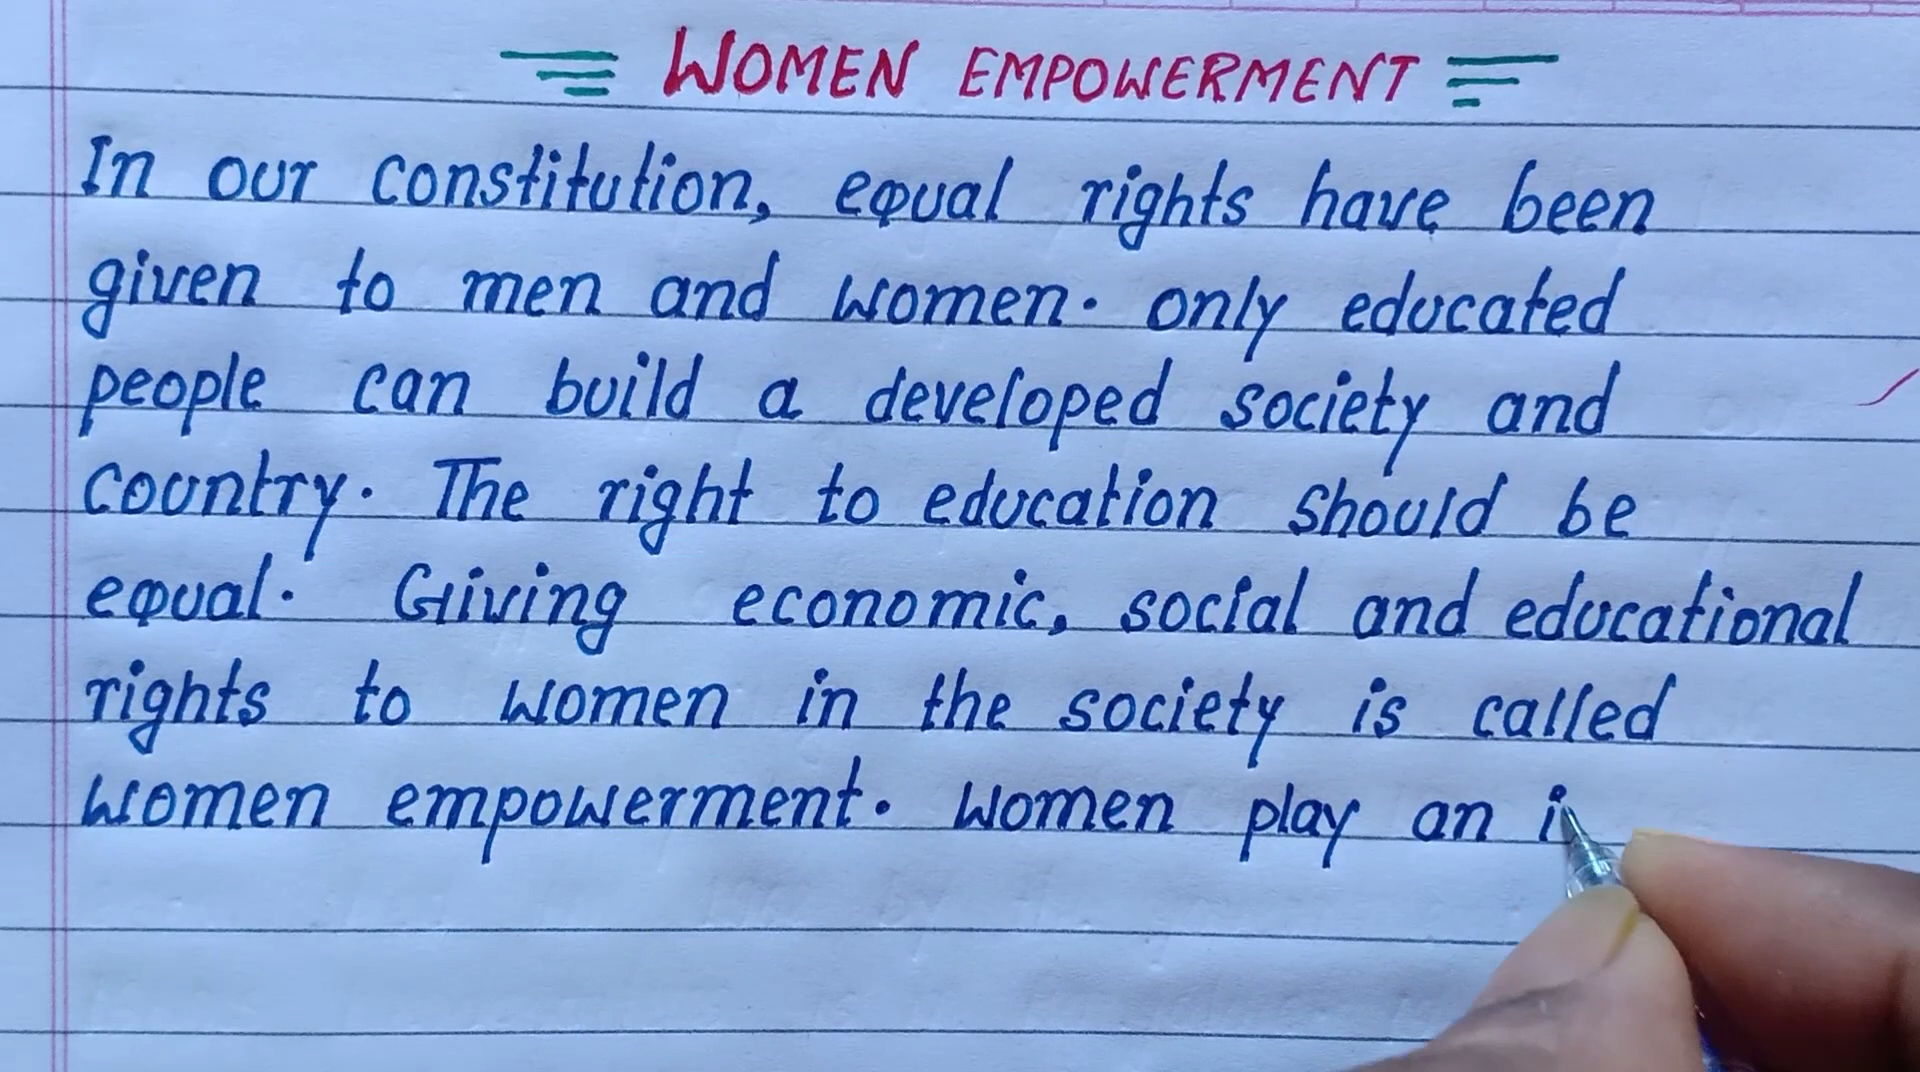 WOMEN EMPOWERMENT
In our constitution, equal rights have been
given to men and women. only educated
people can build a developed society and
country. The right to education should be
equal. Giving economic, social and educational
rights to women in the society is called
women empowerment. women play an i